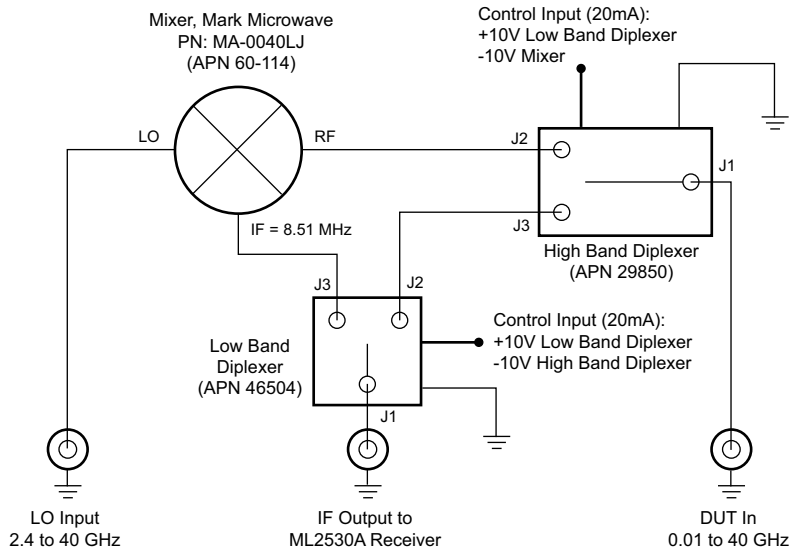 Mixer, Mark Microwave
PN: MA-0040LJ
(APN 60-114)
Control Input (20mA):
+10V Low Band Diplexer
-10V Mixer
LO
RF
J2
J1
J3
IF = 8.51 MHz
High Band Diplexer
(APN 29850)
J3
J2
Low Band
Diplexer
(APN 46504)
Control Input (20mA):
+10V Low Band Diplexer
-10V High Band Diplexer
J1
LO Input
2.4 to 40 GHz
IF Output to
ML2530A Receiver
DUT In
0.01 to 40 GHz